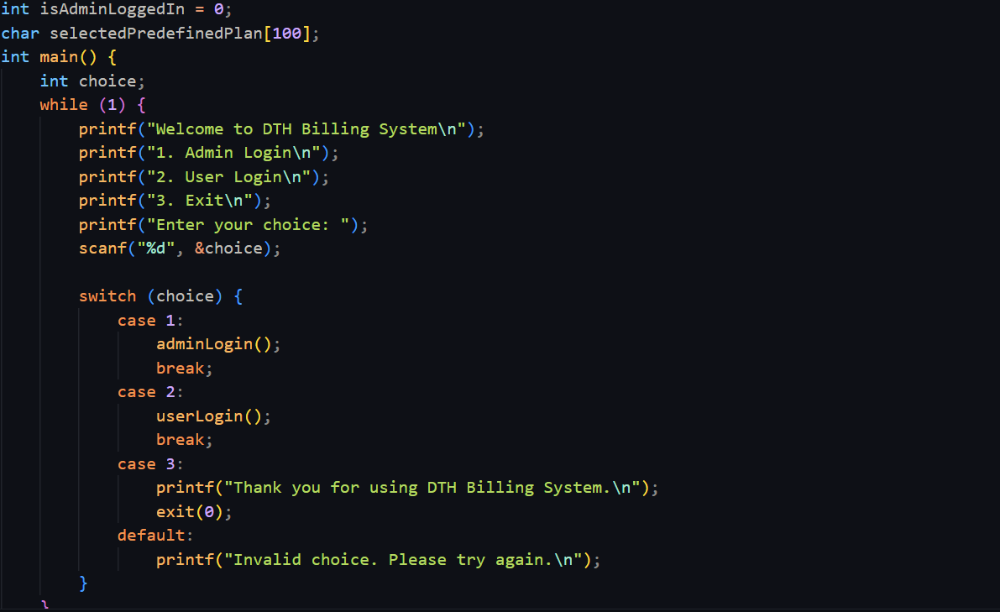 int isAdminLoggedIn = 0;
char selectedPredefinedPlan[100];
int main() {
    int choice;
    while (1) {
        printf("Welcome to DTH Billing System\n");
        printf("1. Admin Login\n");
        printf("2. User Login\n");
        printf("3. Exit\n");
        printf("Enter your choice: ");
        scanf("%d", &choice);

        switch (choice) {
            case 1:
                adminLogin();
                break;
            case 2:
                userLogin();
                break;
            case 3:
                printf("Thank you for using DTH Billing System.\n");
                exit(0);
            default:
                printf("Invalid choice. Please try again.\n");
        }
    }